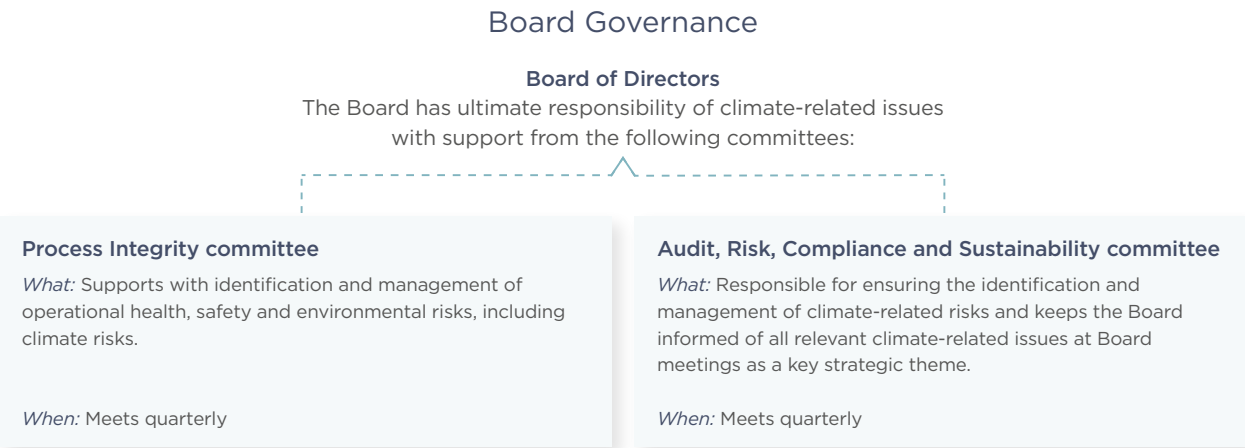 Board Governance
Board of Directors
The Board has ultimate responsibility of climate-related issues
with support from the following committees:
Process Integrity committee
What: Supports with identification and management of
operational health, safety and environmental risks, including
climate risks.
When: Meets quarterly
Audit, Risk, Compliance and Sustainability committee
What: Responsible for ensuring the identification and
management of climate-related risks and keeps the Board
informed of all relevant climate-related issues at Board
meetings as a key strategic theme.
When: Meets quarterly